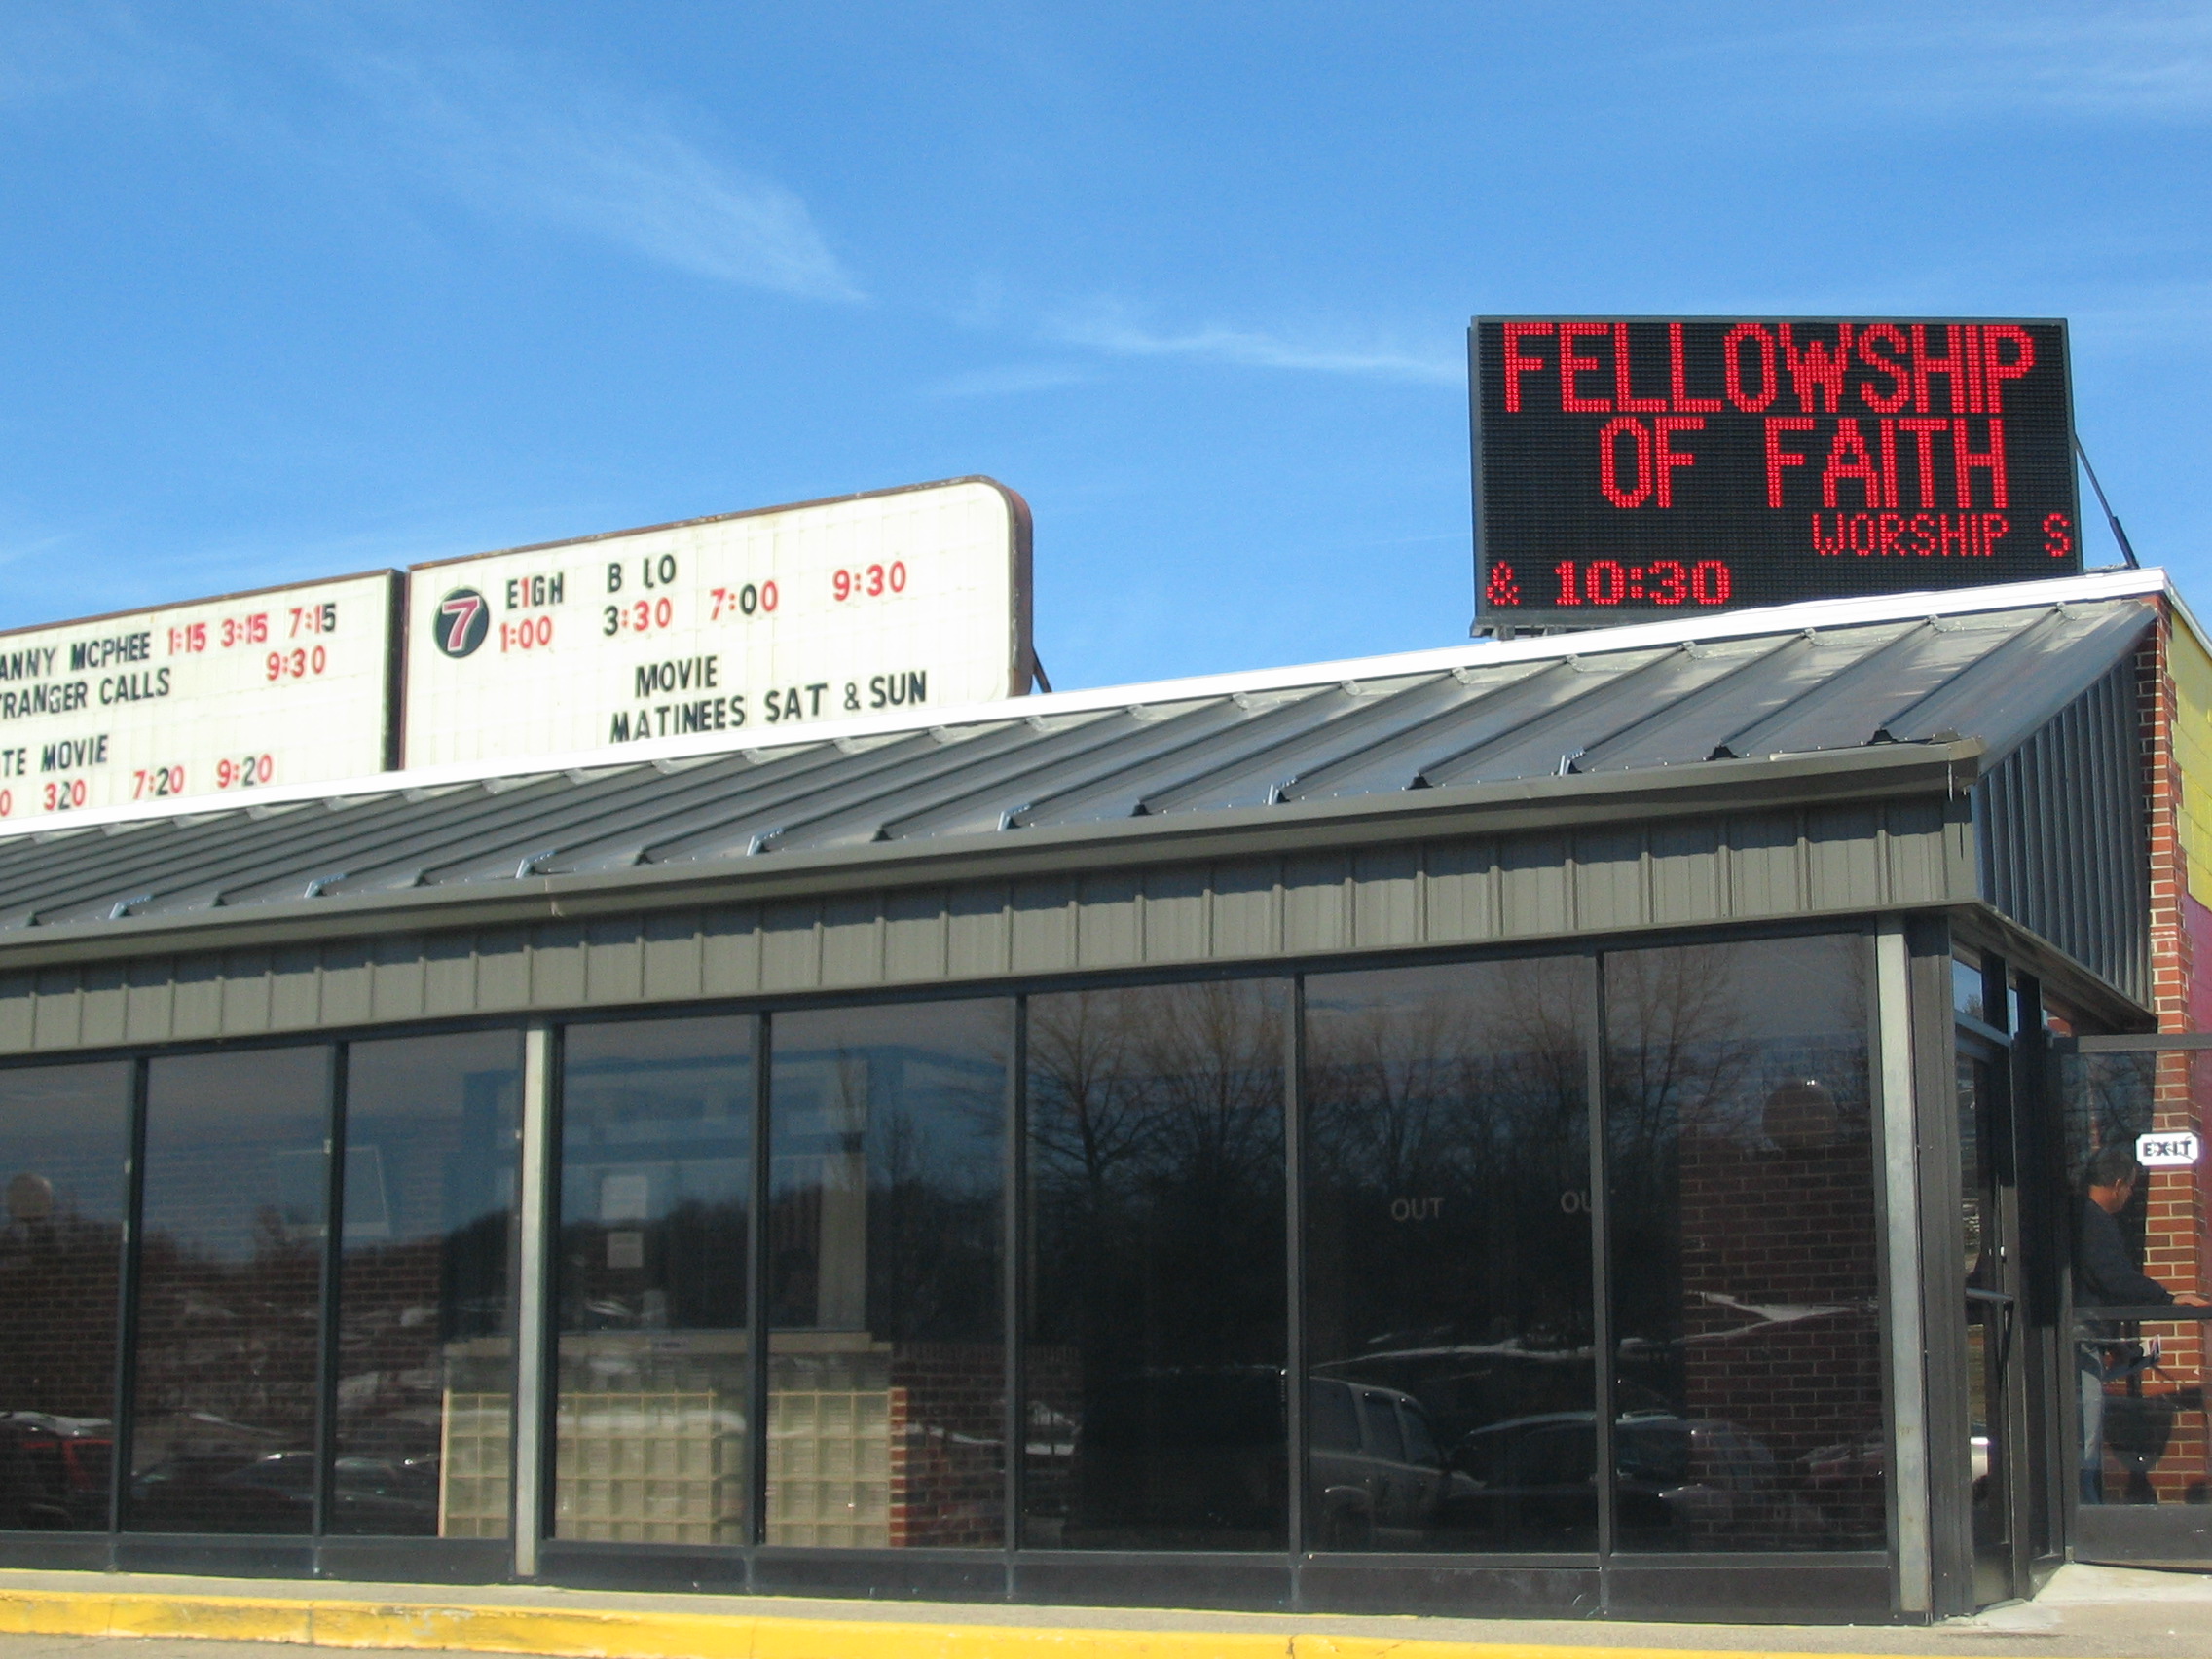 ANNY MCPHEE 1:15 3:15 7:15
TRANGER CALLS 9:30
TE MOVIE
0 320 7:20 9:20
7 E1GH B LO
1:00 3:30 7:00 9:30
MOVIE
MATINEES SAT & SUN
FELLOWSHIP
OF FAITH
WORSHIP S
& 10:30
OUT OUT
EXIT